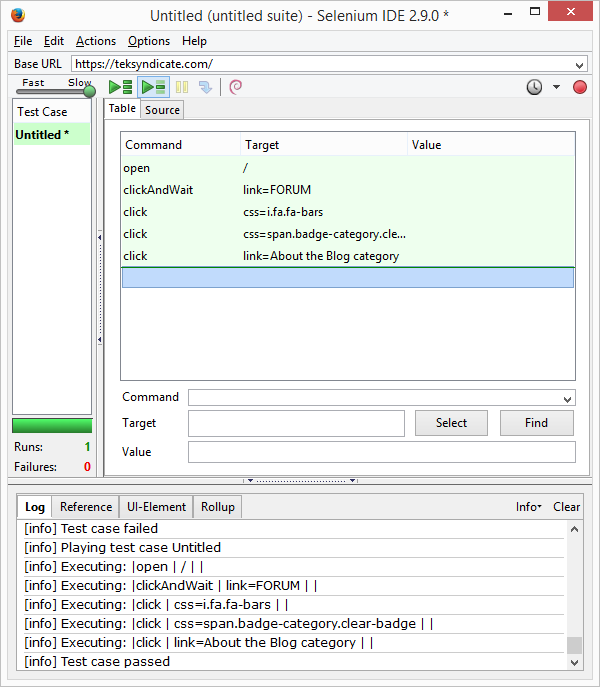 Untitled (untitled suite) - Selenium IDE 2.9.0 *
File Edit Actions Options Help
Base URL https://teksyndicate.com/
Fast Slow
Test Case
Untitled *
Runs: 1
Failures: 0
Table Source
Command Target Value
open /
clickAndWait link=FORUM
click css=i.fa.fa-bars
click css=span.badge-category.cle...
click link=About the Blog category
Command
Target Select Find
Value
Log Reference UI-Element Rollup Info Clear
[info] Test case failed
[info] Playing test case Untitled
[info] Executing: |open | / | |
[info] Executing: |clickAndWait | link=FORUM | |
[info] Executing: |click | css=i.fa.fa-bars | |
[info] Executing: |click | css=span.badge-category.clear-badge | |
[info] Executing: |click | link=About the Blog category | |
[info] Test case passed